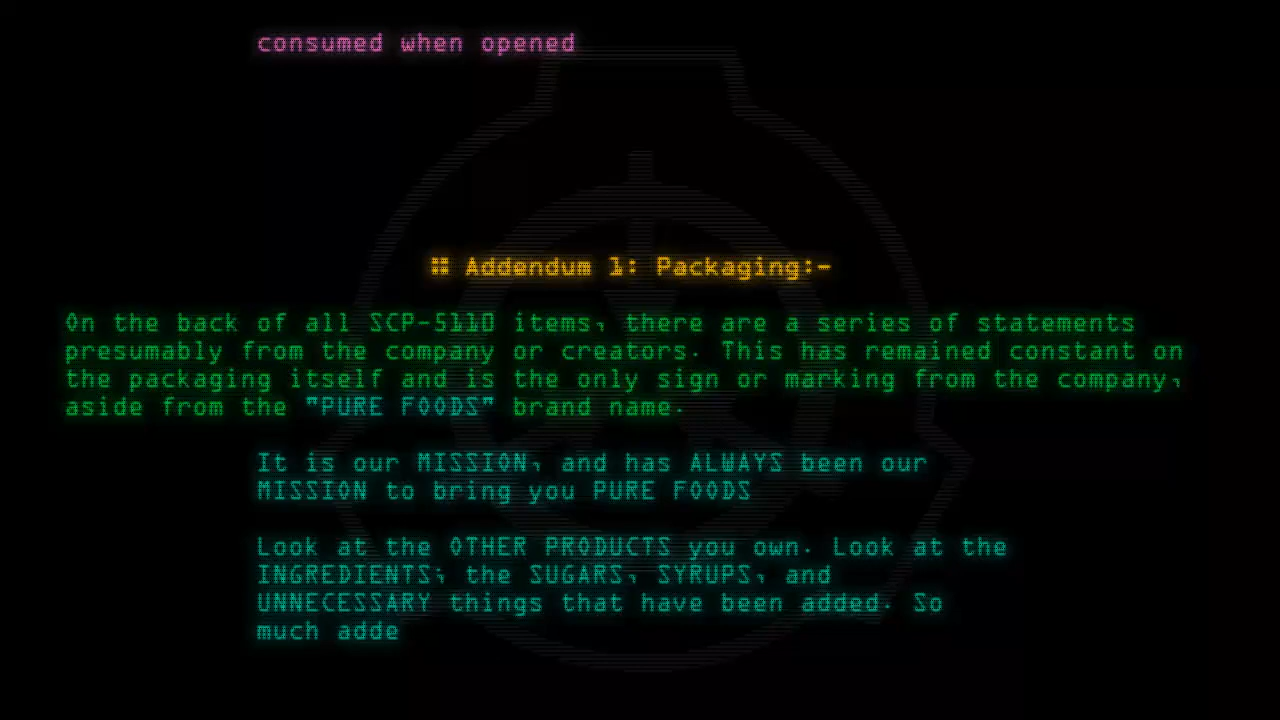 consumed when opened
## Addendum 1: Packaging:-
On the back of all SCP-5110 items, there are a series of statements
presumably from the company or creators. This has remained constant on
the packaging itself and is the only sign or marking from the company,
aside from the "PURE FOODS" brand name.
It is our MISSION, and has ALWAYS been our
MISSION to bring you PURE FOODS
Look at the OTHER PRODUCTS you own. Look at the
INGREDIENTS; the SUGARS, SYRUPS, and
UNNECESSARY things that have been added. So
much adde